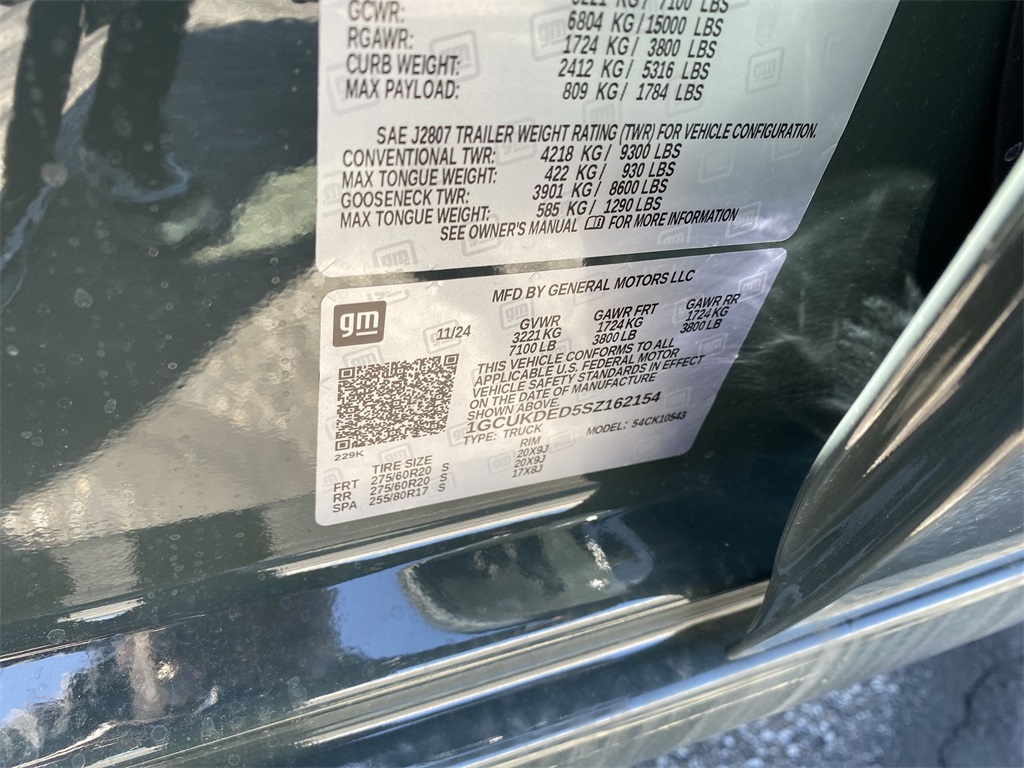 3221 KG/ 7100 LBS
GCWR: 6804 KG/15000 LBS
RGAWR: 1724 KG/ 3800 LBS
CURB WEIGHT: 2412 KG/ 5316 LBS
MAX PAYLOAD: 809 KG/ 1784 LBS
SAE J2807 TRAILER WEIGHT RATING (TWR) FOR VEHICLE CONFIGURATION.
CONVENTIONAL TWR: 4218 KG/ 9300 LBS
MAX TONGUE WEIGHT: 422 KG/ 930 LBS
GOOSENECK TWR: 3901 KG/ 8600 LBS
MAX TONGUE WEIGHT: 585 KG/ 1290 LBS
SEE OWNER'S MANUAL FOR MORE INFORMATION
MFD BY GENERAL MOTORS LLC
gm 11/24 GVWR GAWR FRT GAWR RR
3221 KG 1724 KG 1724 KG
7100 LB 3800 LB 3800 LB
THIS VEHICLE CONFORMS TO ALL
APPLICABLE U.S. FEDERAL MOTOR
VEHICLE SAFETY STANDARDS IN EFFECT
ON THE DATE OF MANUFACTURE
SHOWN ABOVE.
1GCUKDED5SZ162154
TYPE: TRUCK MODEL: 54CK10543
229K
TIRE SIZE RIM
FRT 275/60R20 S 20X9J
RR 275/60R20 S 20X9J
SPA 255/80R17 S 17X8J